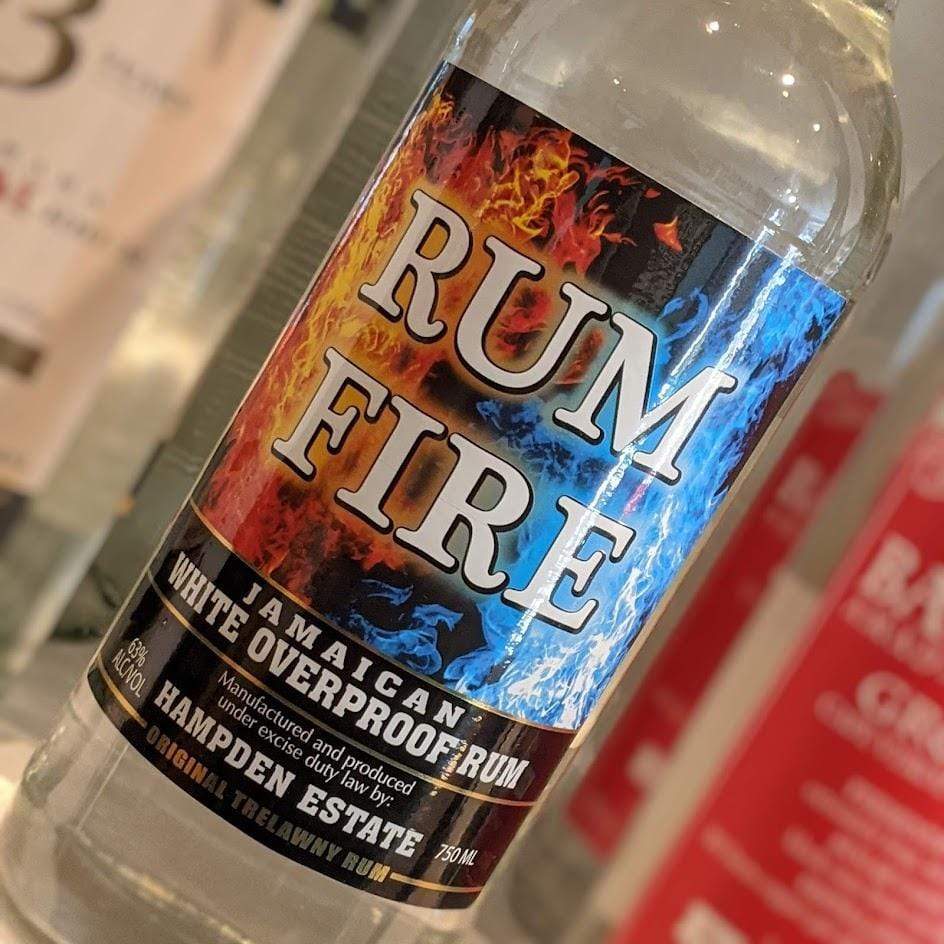 RUM
FIRE
JAMAICAN
WHITE OVERPROOF RUM
63%
ALC/VOL
Manufactured and produced
under excise duty law by:
HAMPDEN ESTATE
750 ML
ORIGINAL TRELAWNY RUM